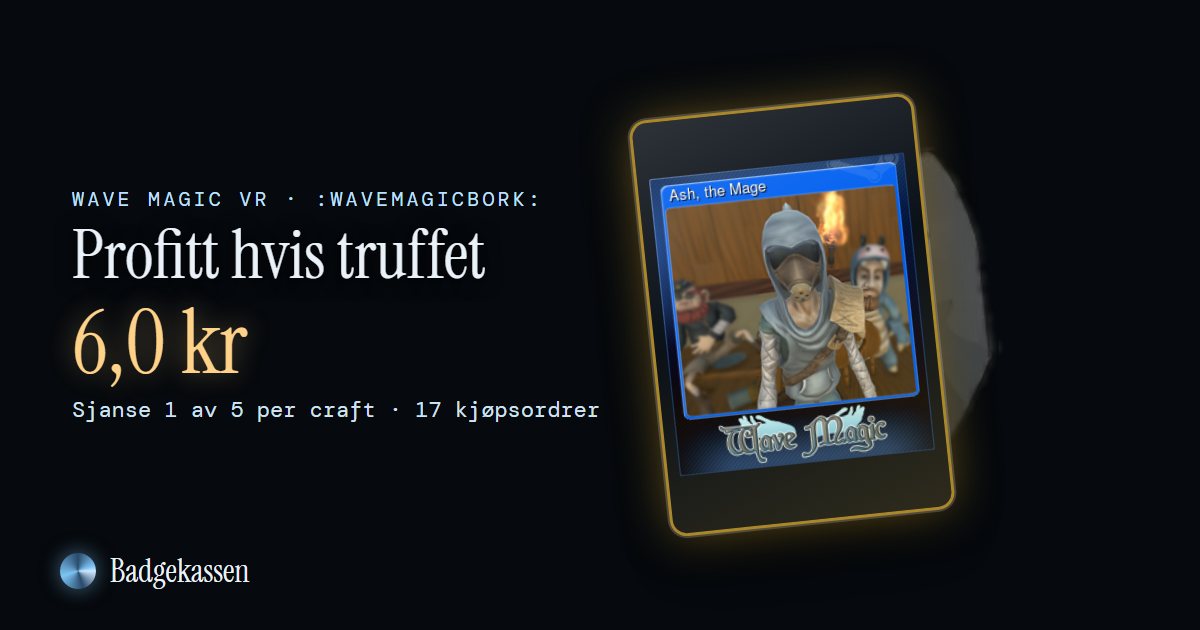 WAVE MAGIC VR · :WAVEMAGICBORK:
Profitt hvis truffet
6,0 kr
Sjanse 1 av 5 per craft · 17 kjøpsordrer
Ash, the Mage
Wave Magic
Badgekassen